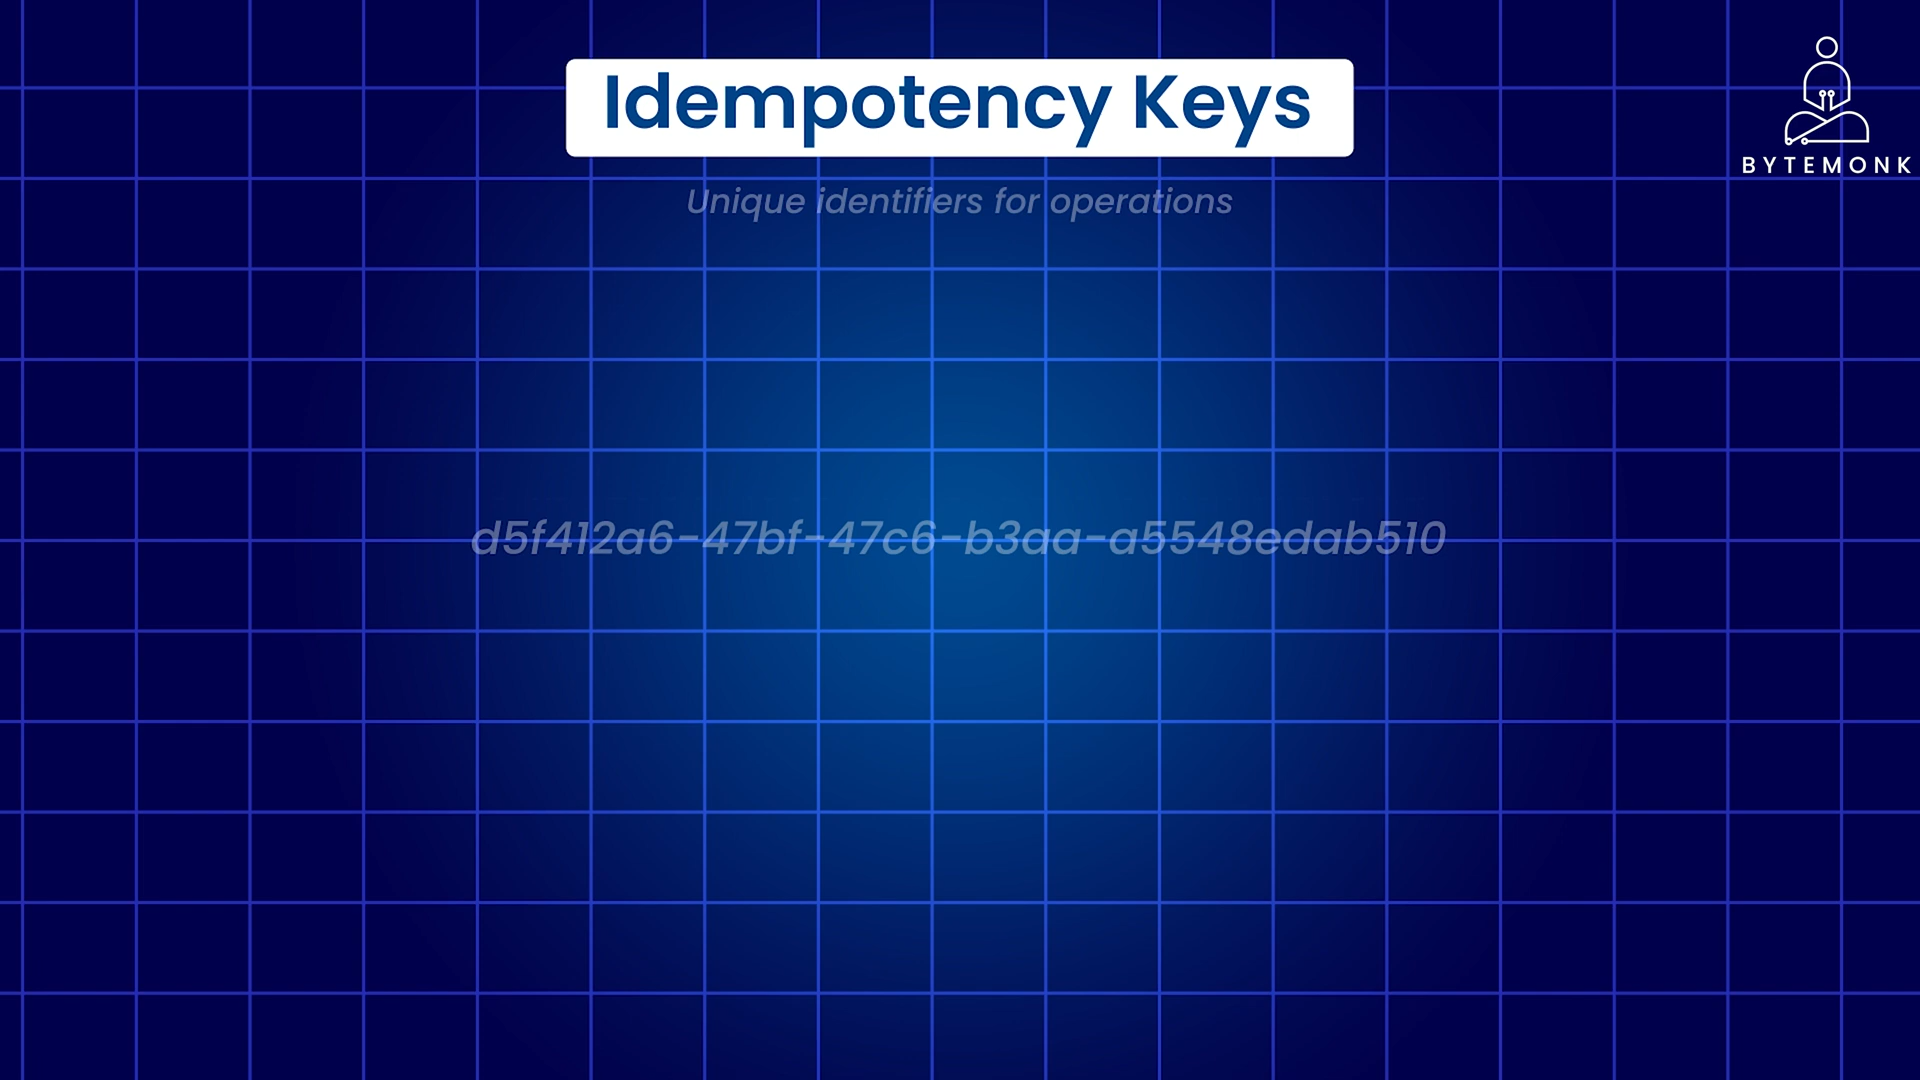 Idempotency Keys
BYTEMONK
Unique identifiers for operations
d5f412a6-47bf-47c6-b3aa-a5548edab510